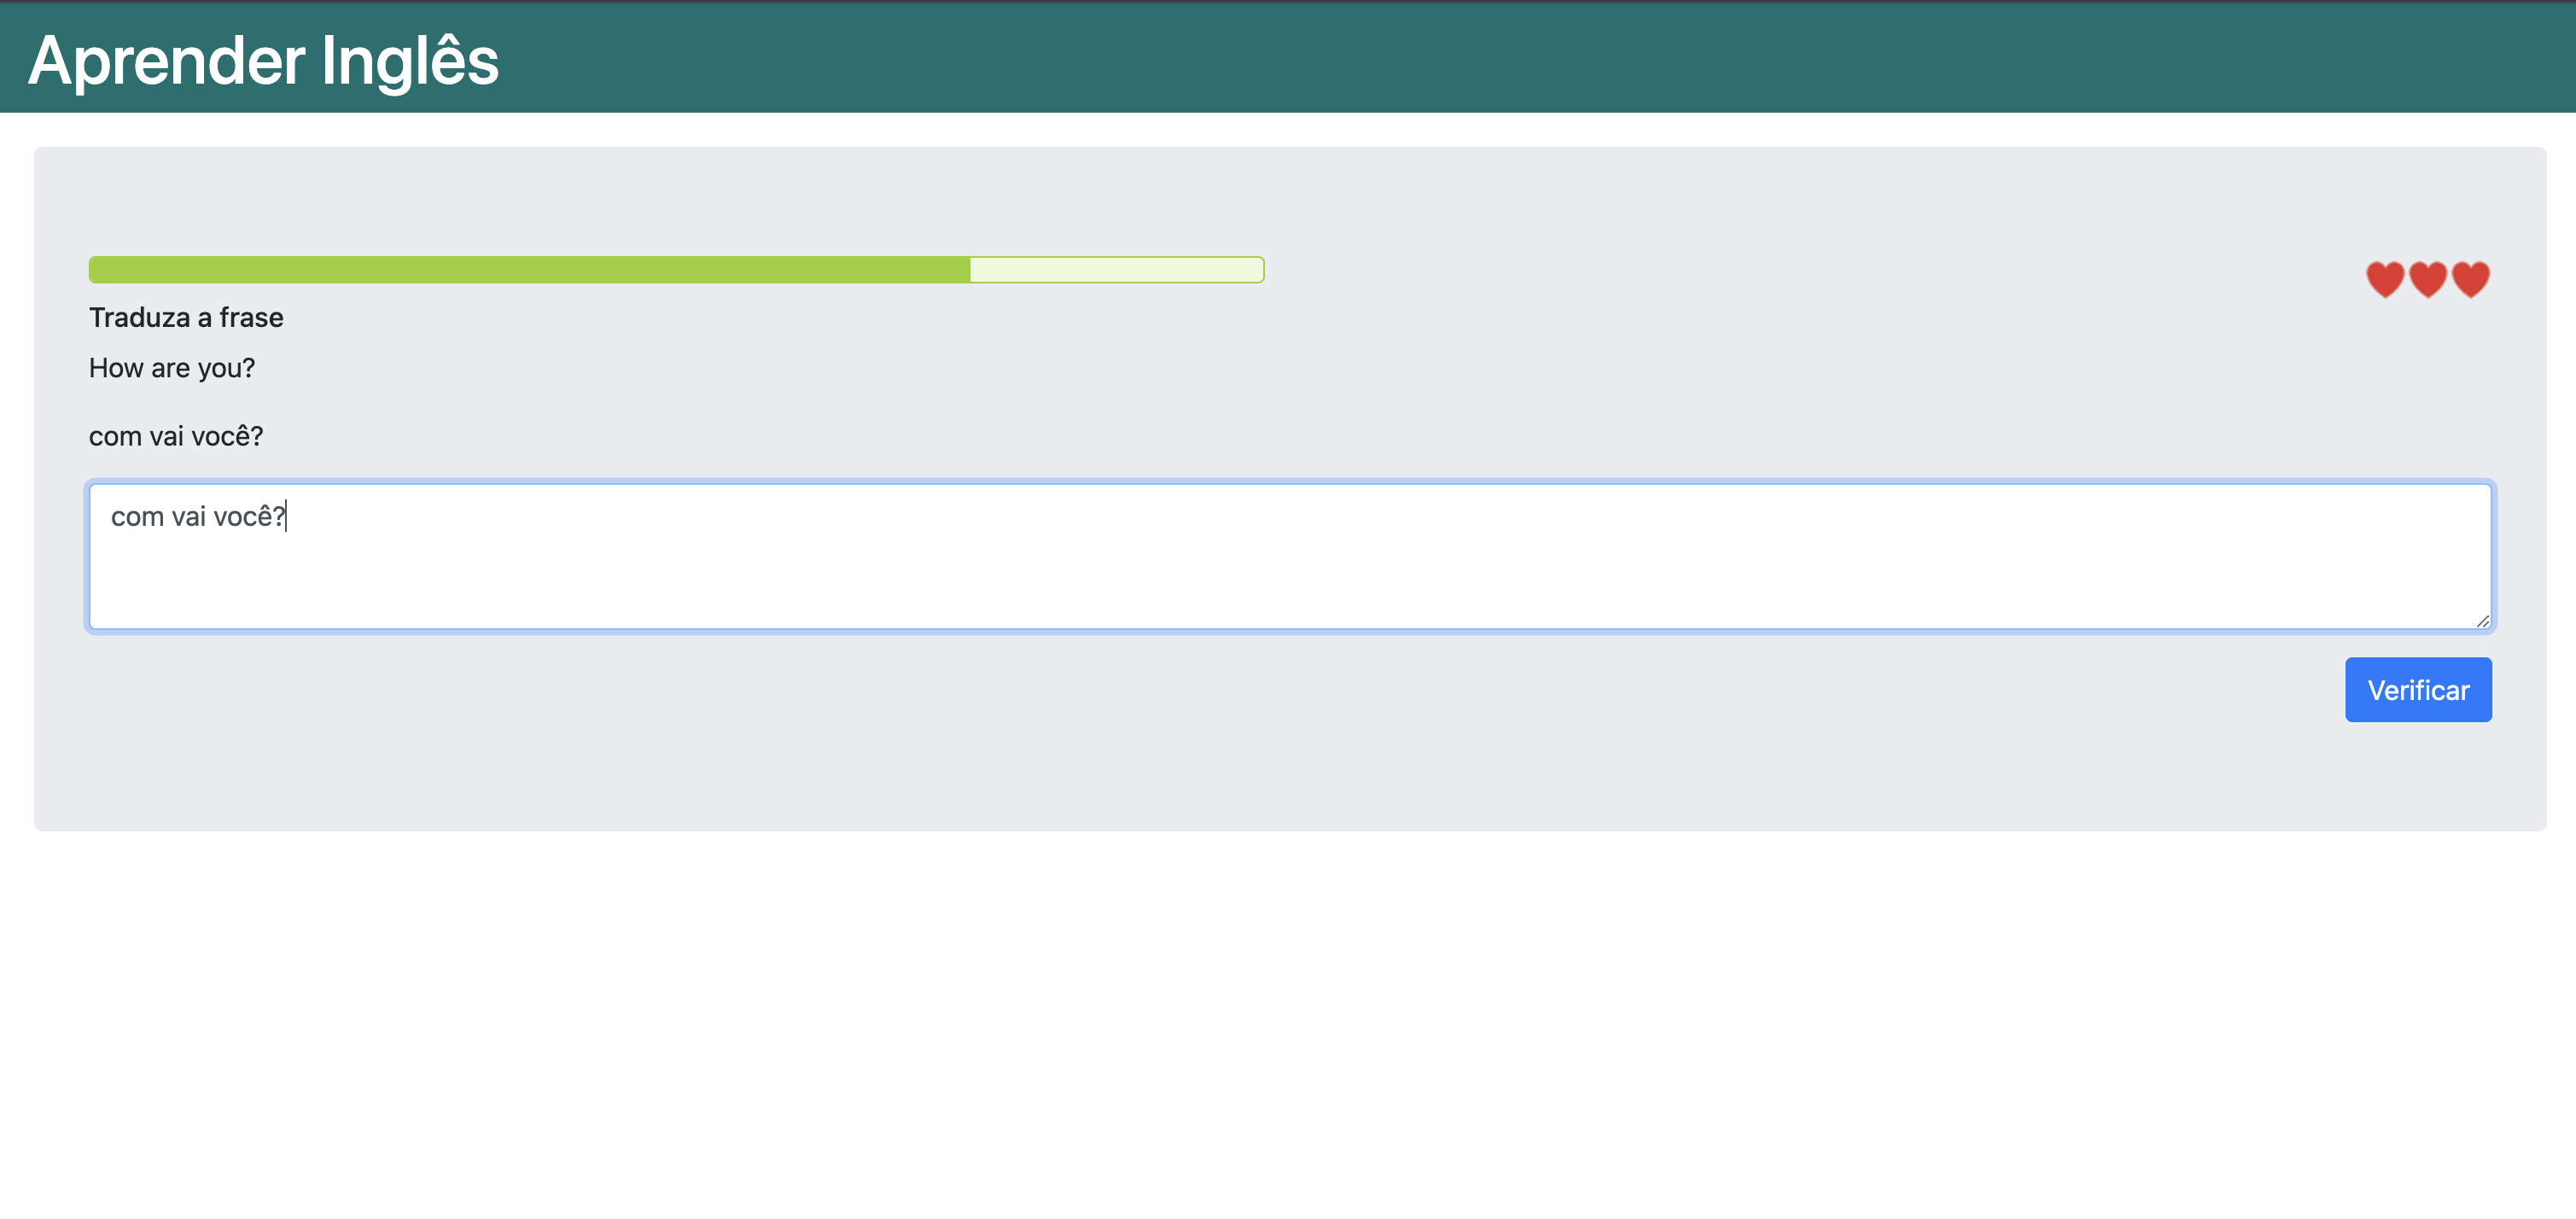 Aprender Inglês
Traduza a frase
How are you?
com vai você?
com vai você?
Verificar